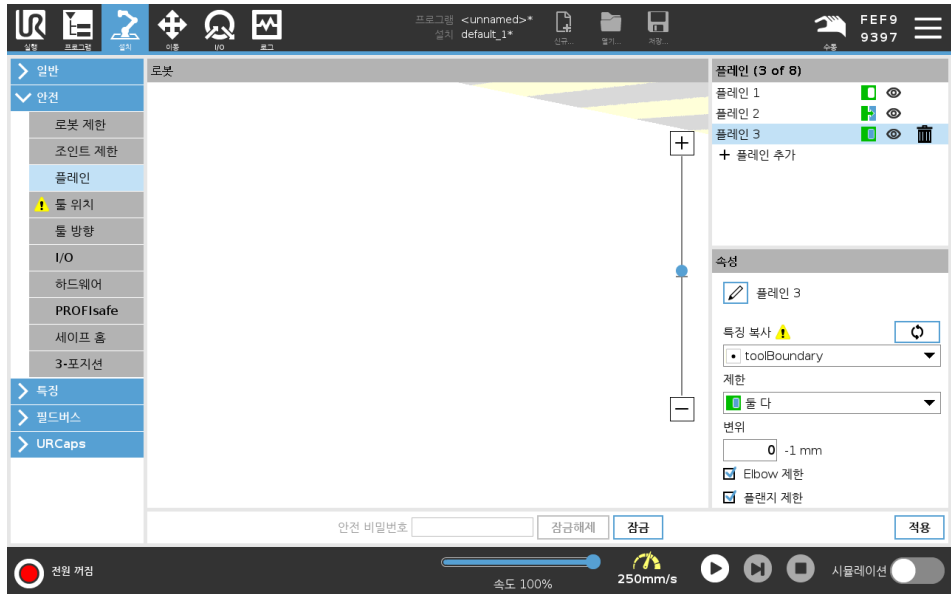 프로그램 <unnamed>*
설치 default_1*
FEF9
9397
실행
프로그램
설치
이동
I/O
로그
신규...
열기...
저장...
수동
일반
안전
로봇 제한
조인트 제한
플레인
툴 위치
툴 방향
I/O
하드웨어
PROFIsafe
세이프 홈
3-포지션
특징
필드버스
URCaps
로봇
플레인 (3 of 8)
플레인 1
플레인 2
플레인 3
+ 플레인 추가
속성
플레인 3
특징 복사
toolBoundary
제한
둘 다
변위
0 -1 mm
Elbow 제한
플랜지 제한
안전 비밀번호
잠금해제
잠금
적용
전원 꺼짐
속도 100%
250mm/s
시뮬레이션